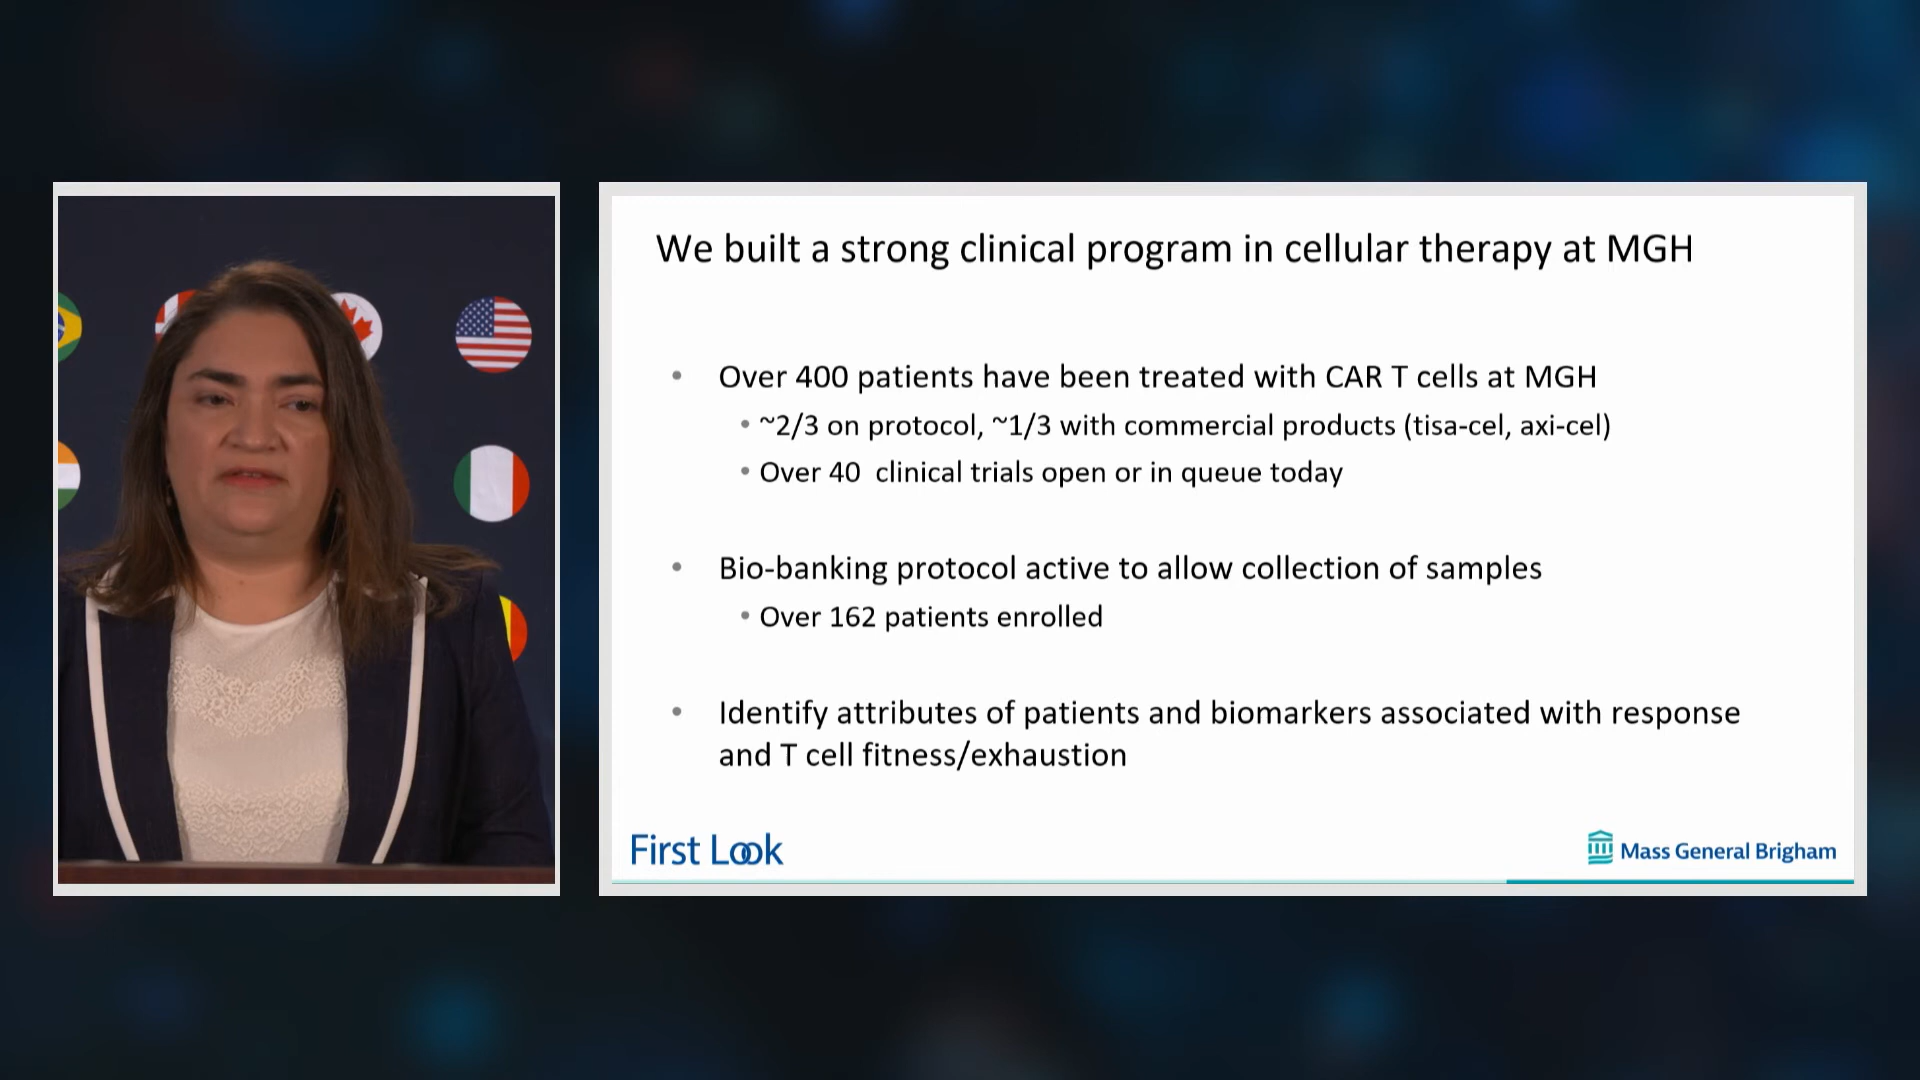 We built a strong clinical program in cellular therapy at MGH
• Over 400 patients have been treated with CAR T cells at MGH
• ~2/3 on protocol, ~1/3 with commercial products (tisa-cel, axi-cel)
• Over 40  clinical trials open or in queue today
• Bio-banking protocol active to allow collection of samples
• Over 162 patients enrolled
• Identify attributes of patients and biomarkers associated with response
and T cell fitness/exhaustion
First Look
Mass General Brigham